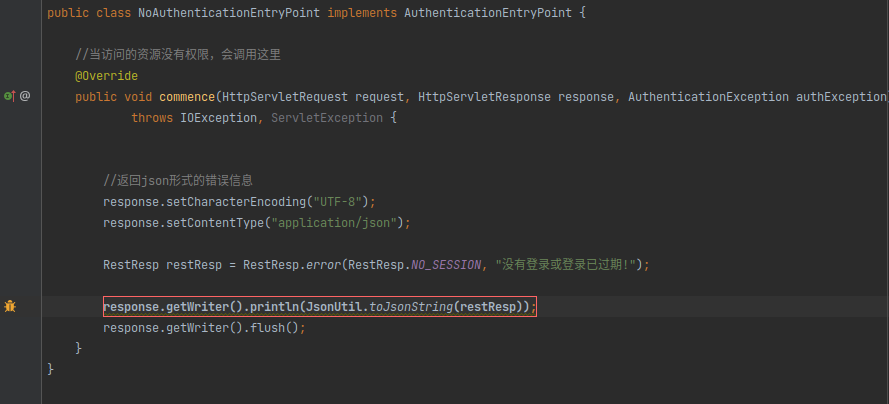 public class NoAuthenticationEntryPoint implements AuthenticationEntryPoint {
//当访问的资源没有权限，会调用这里
@Override
public void commence(HttpServletRequest request, HttpServletResponse response, AuthenticationException authException)
throws IOException, ServletException {
//返回json形式的错误信息
response.setCharacterEncoding("UTF-8");
response.setContentType("application/json");
RestResp restResp = RestResp.error(RestResp.NO_SESSION, "没有登录或登录已过期!");
response.getWriter().println(JsonUtil.toJsonString(restResp));
response.getWriter().flush();
}
}